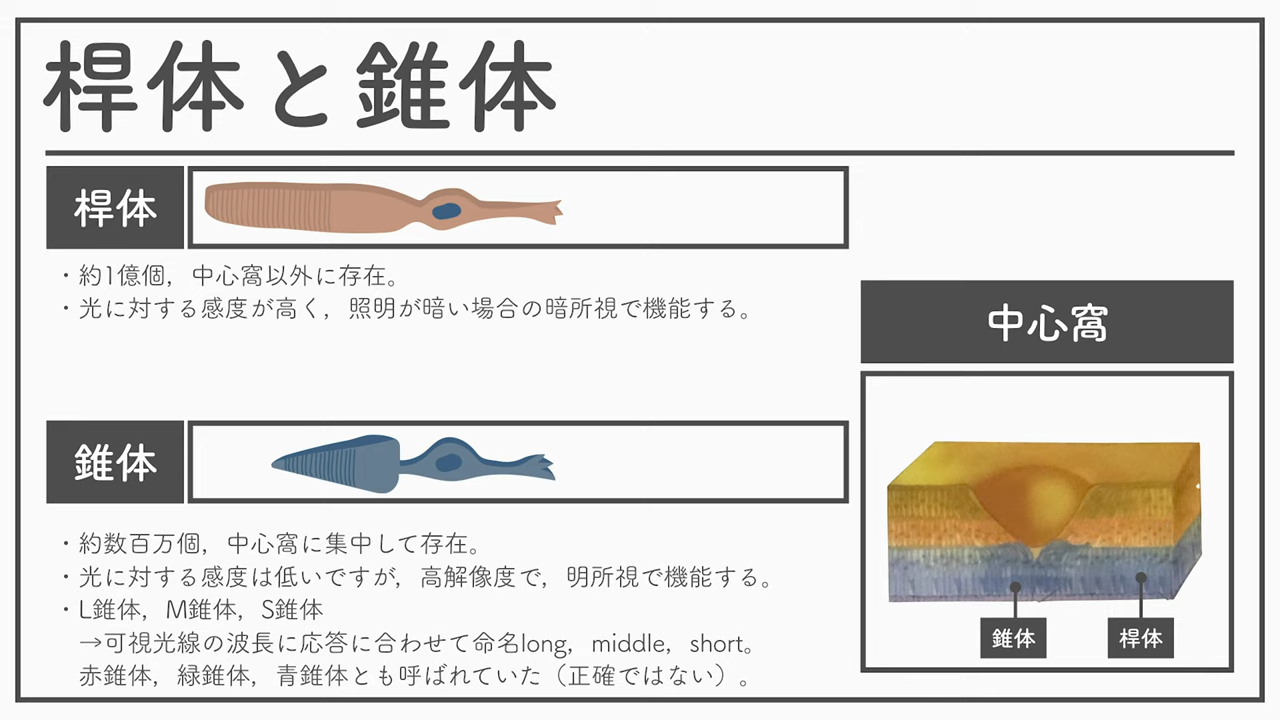 桿体と錐体
桿体
・約1億個，中心窩以外に存在。
・光に対する感度が高く，照明が暗い場合の暗所視で機能する。
錐体
・約数百万個，中心窩に集中して存在。
・光に対する感度は低いですが，高解像度で，明所視で機能する。
・L錐体，M錐体，S錐体
→可視光線の波長に応答に合わせて命名long，middle，short。
赤錐体，緑錐体，青錐体とも呼ばれていた（正確ではない）。
中心窩
錐体
桿体